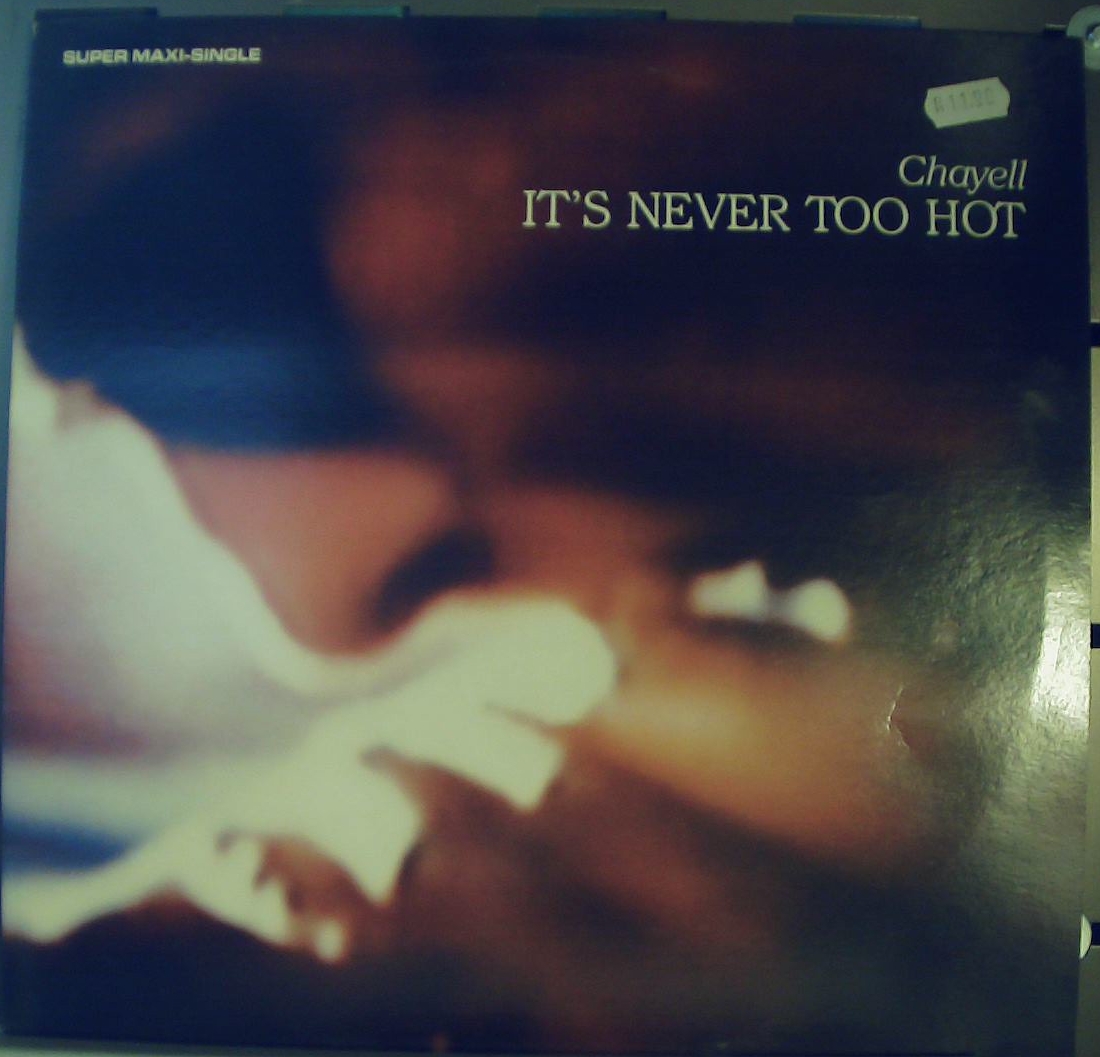 SUPER MAXI-SINGLE
Chayell
IT'S NEVER TOO HOT